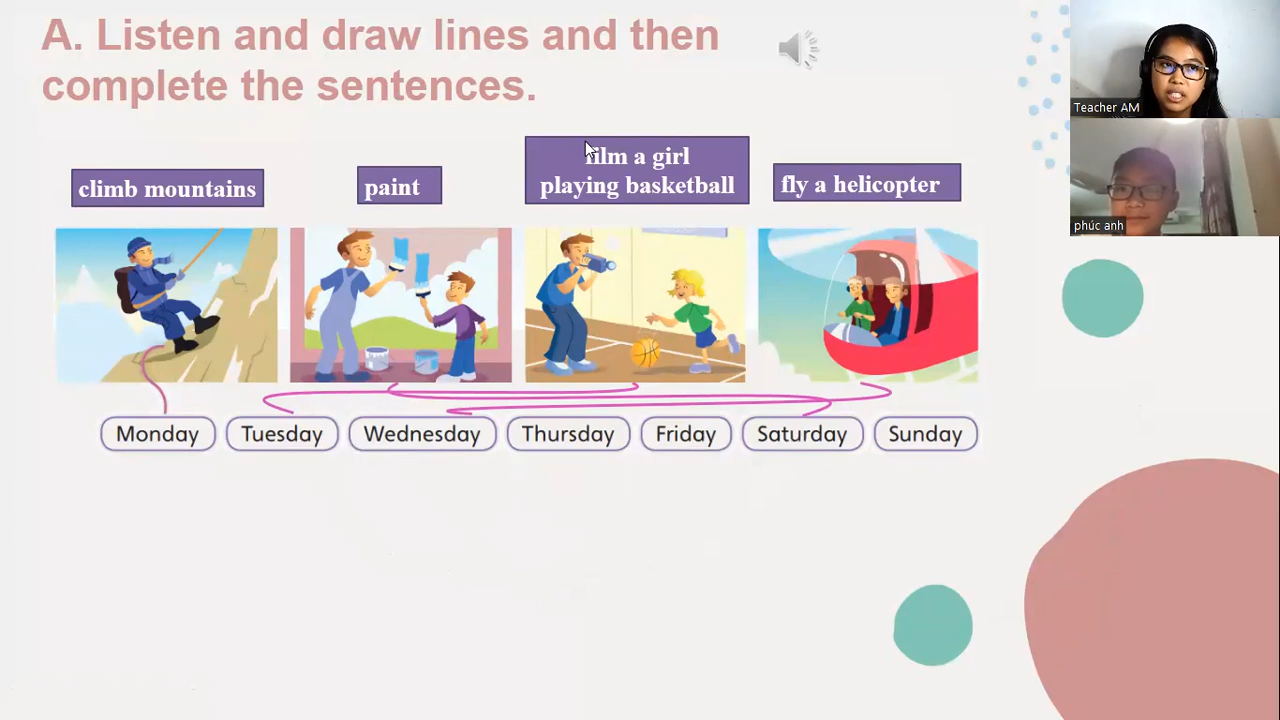 A. Listen and draw lines and then
complete the sentences.
climb mountains
paint
film a girl
playing basketball
fly a helicopter
Monday
Tuesday
Wednesday
Thursday
Friday
Saturday
Sunday
Teacher AM
phúc anh